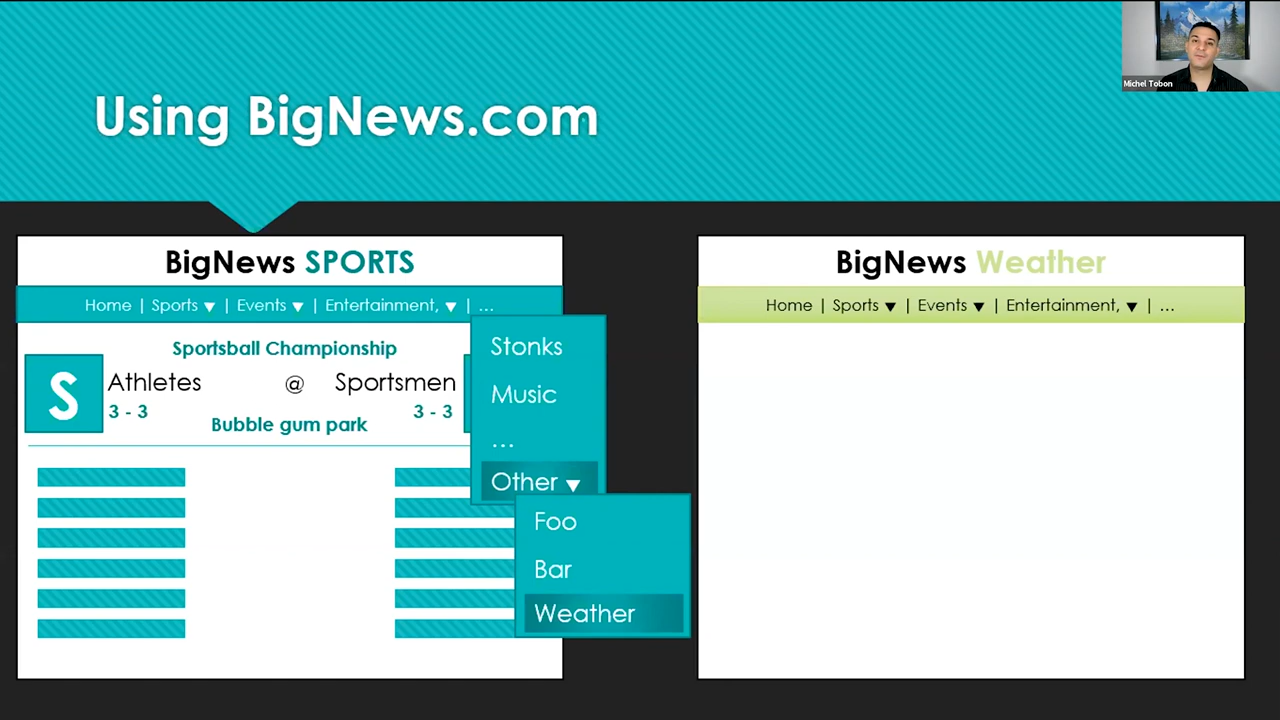 Michel Tobon
Using BigNews.com
BigNews SPORTS
Home | Sports ▼ | Events ▼ | Entertainment, ▼ | ...
Sportsball Championship
S
Athletes @ Sportsmen
3 - 3 3 - 3
Bubble gum park
Stonks
Music
...
Other ▼
Foo
Bar
Weather
BigNews Weather
Home | Sports ▼ | Events ▼ | Entertainment, ▼ | ...